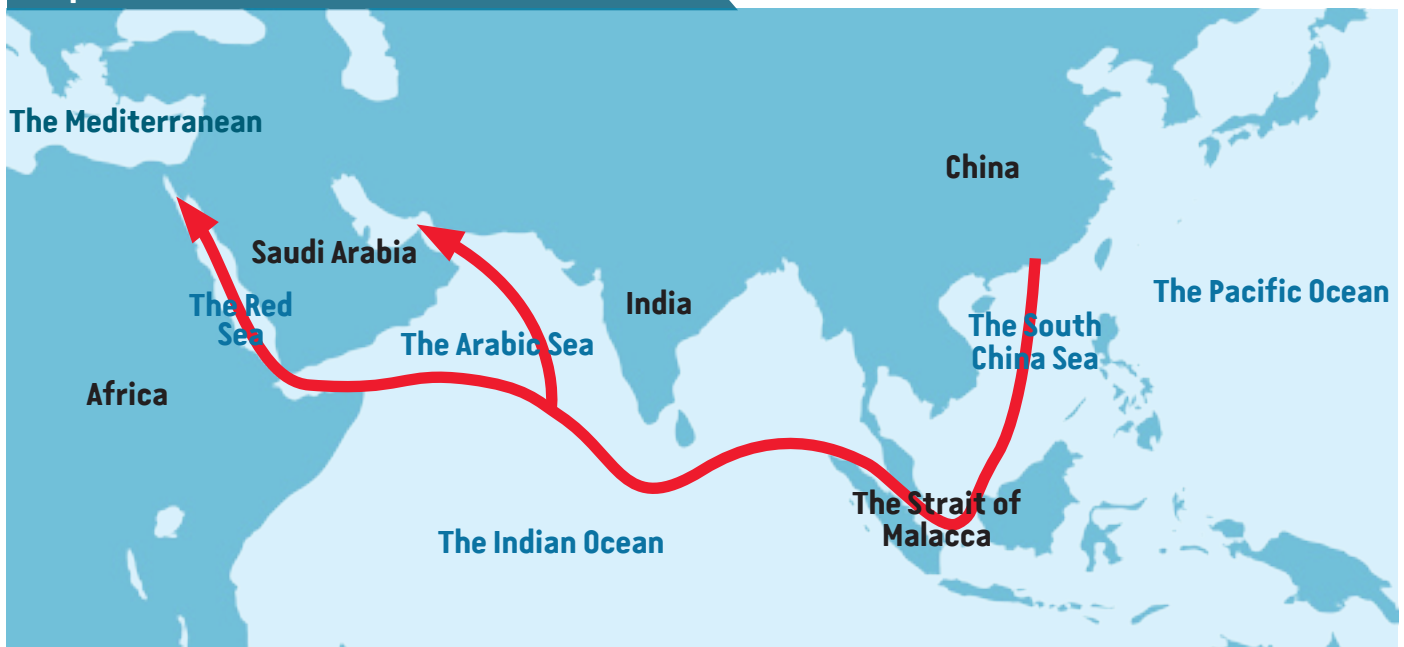 The Mediterranean
China
Saudi Arabia
The Red
Sea
India
The Pacific Ocean
The South
China Sea
The Arabic Sea
Africa
The Strait of
Malacca
The Indian Ocean